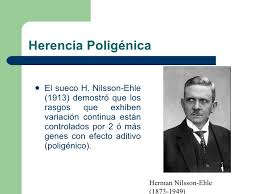 Herencia Poligénica
El sueco H. Nilsson-Ehle
(1913) demostró que los
rasgos que exhiben
variación continua están
controlados por 2 ó más
genes con efecto aditivo
(poligénico).
Herman Nilsson-Ehle
(1873-1949)